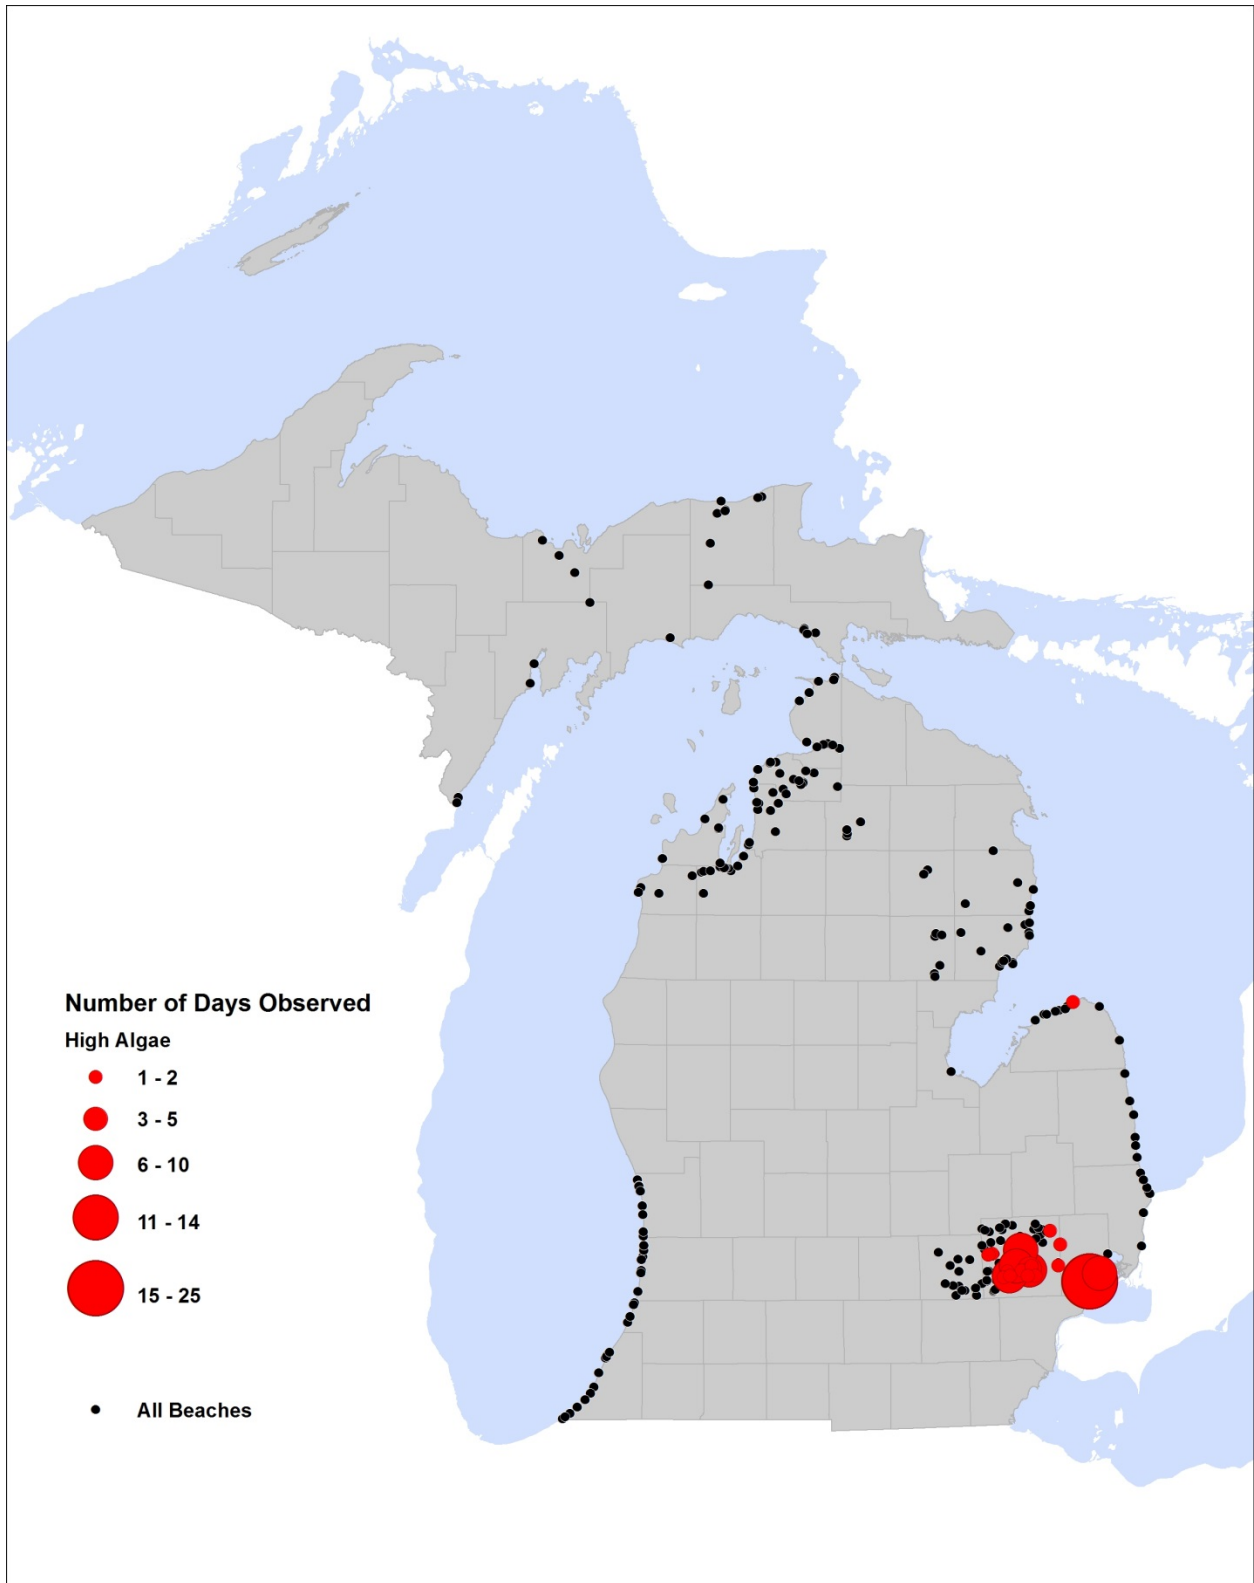 Number of Days Observed
High Algae
1 - 2
3 - 5
6 - 10
11 - 14
15 - 25
All Beaches